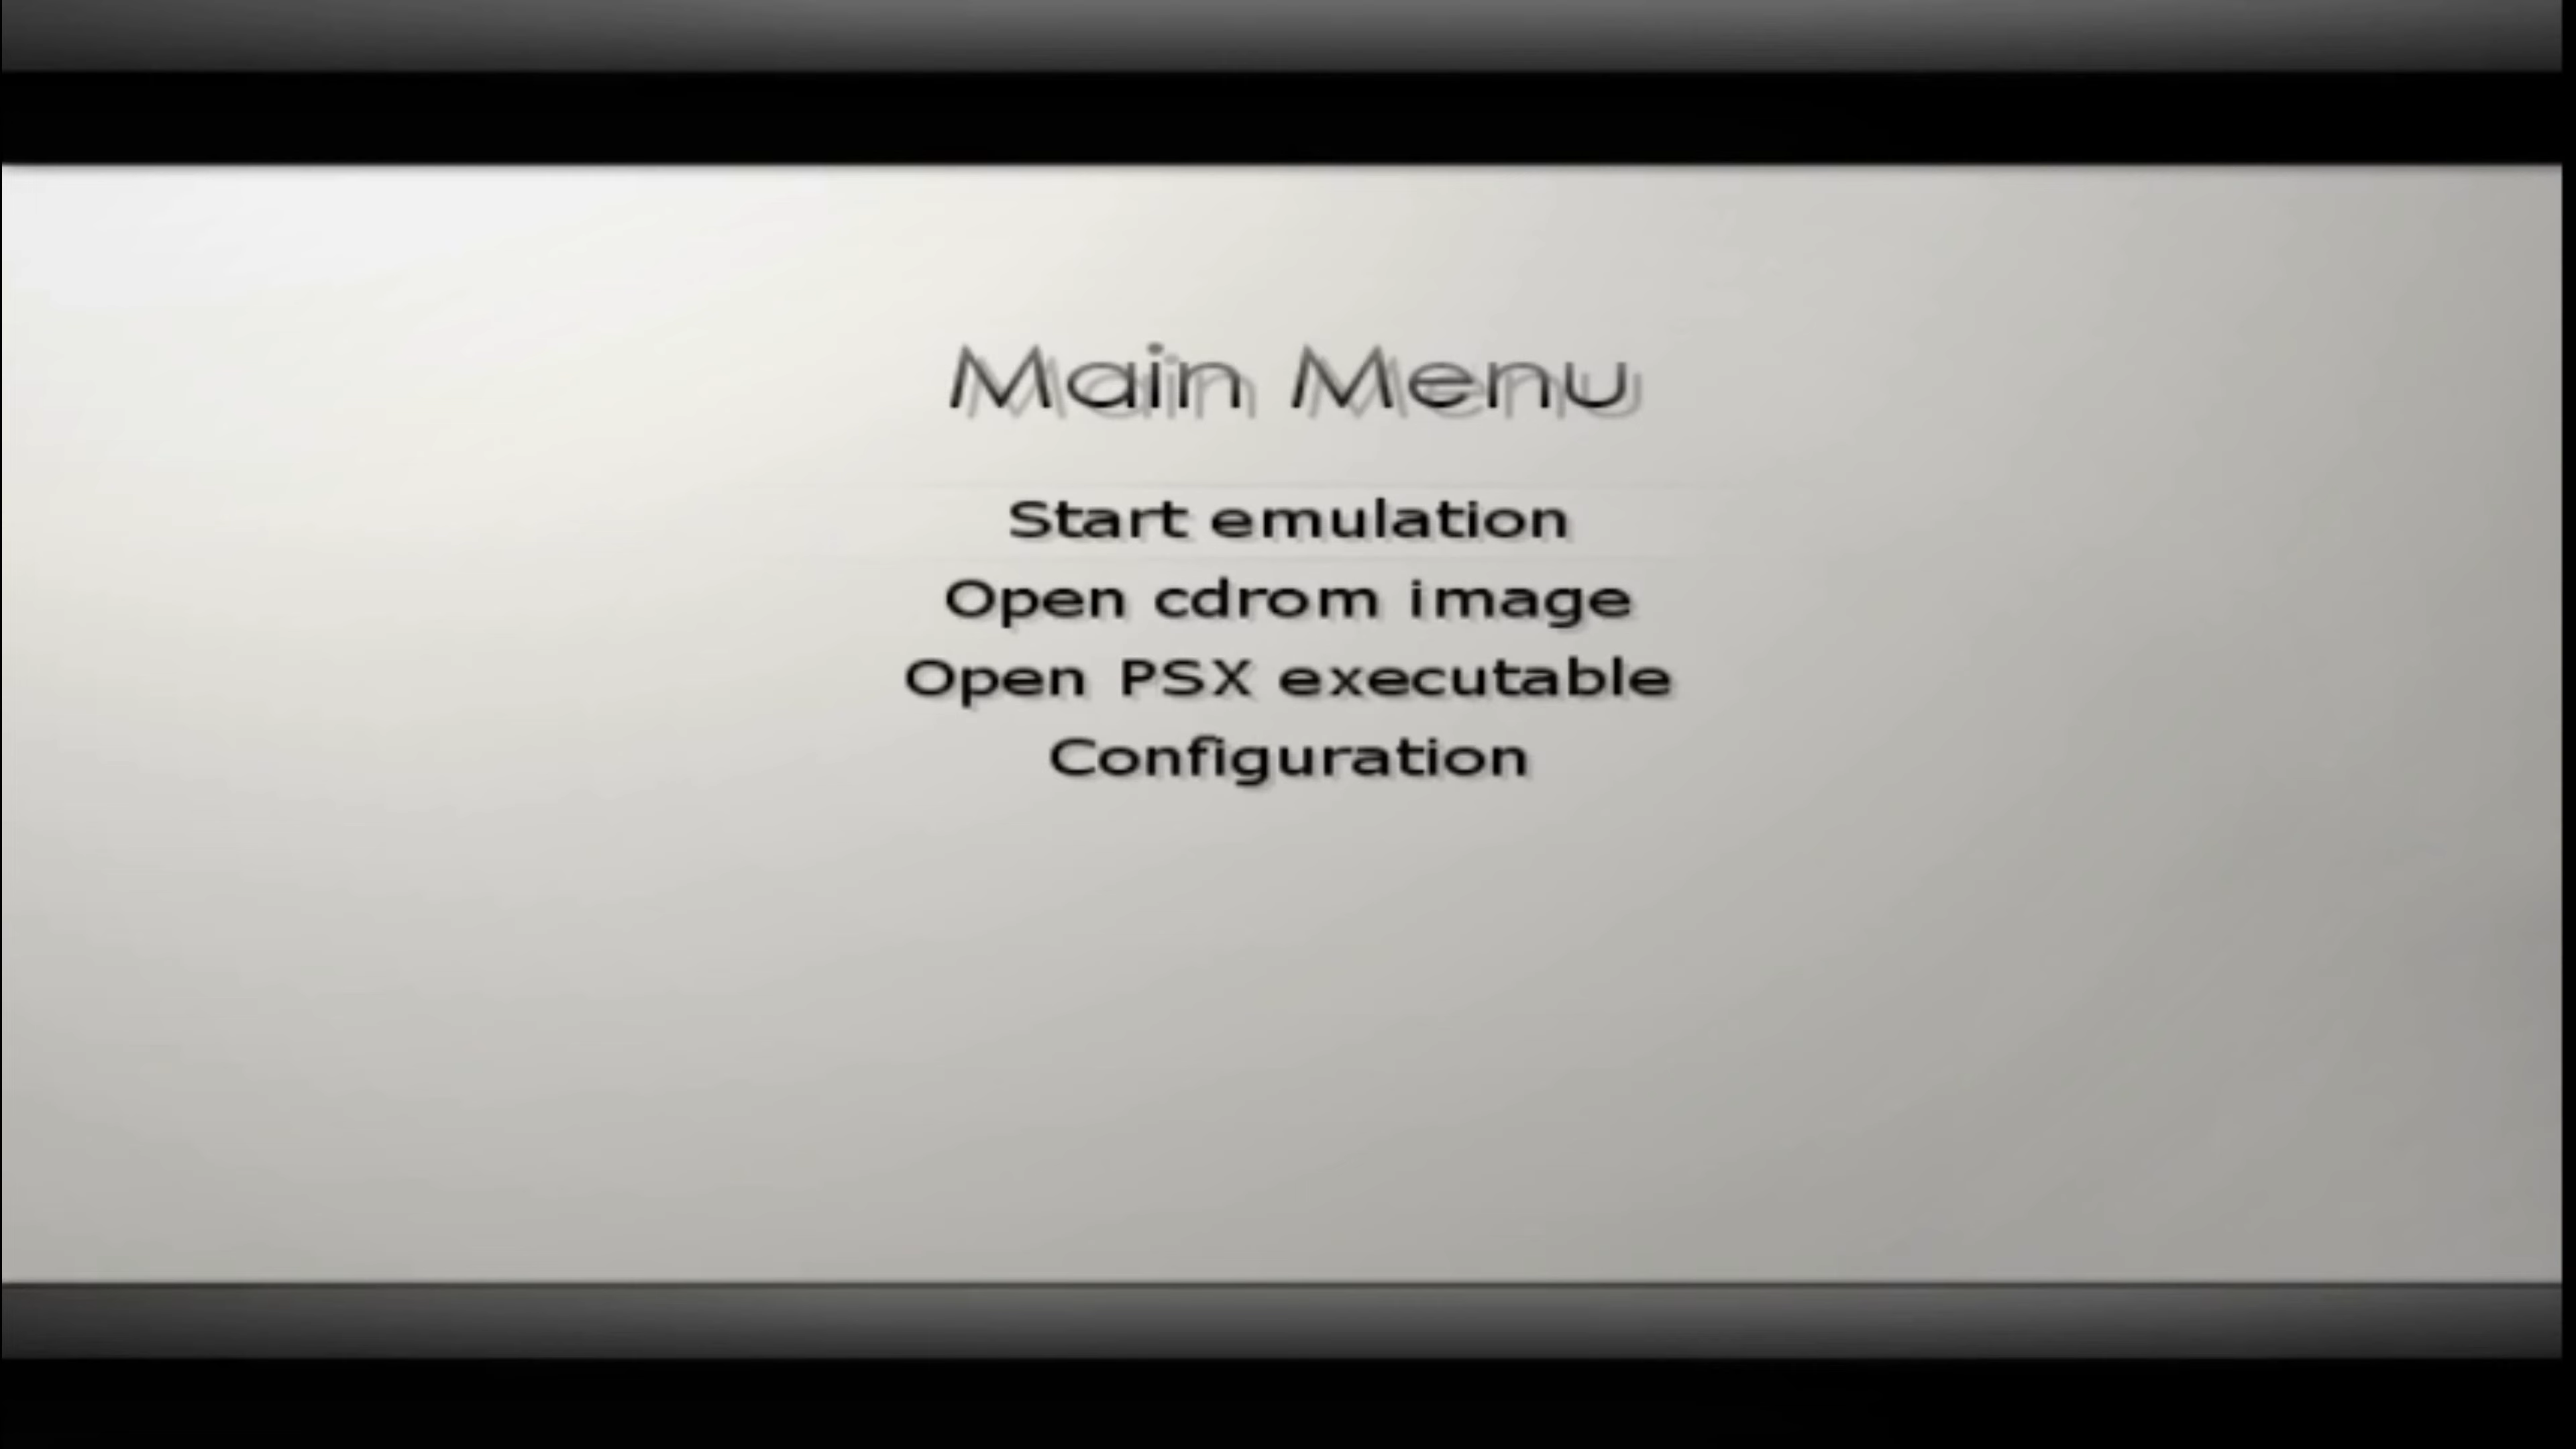 Main Menu
Start emulation
Open cdrom image
Open PSX executable
Configuration